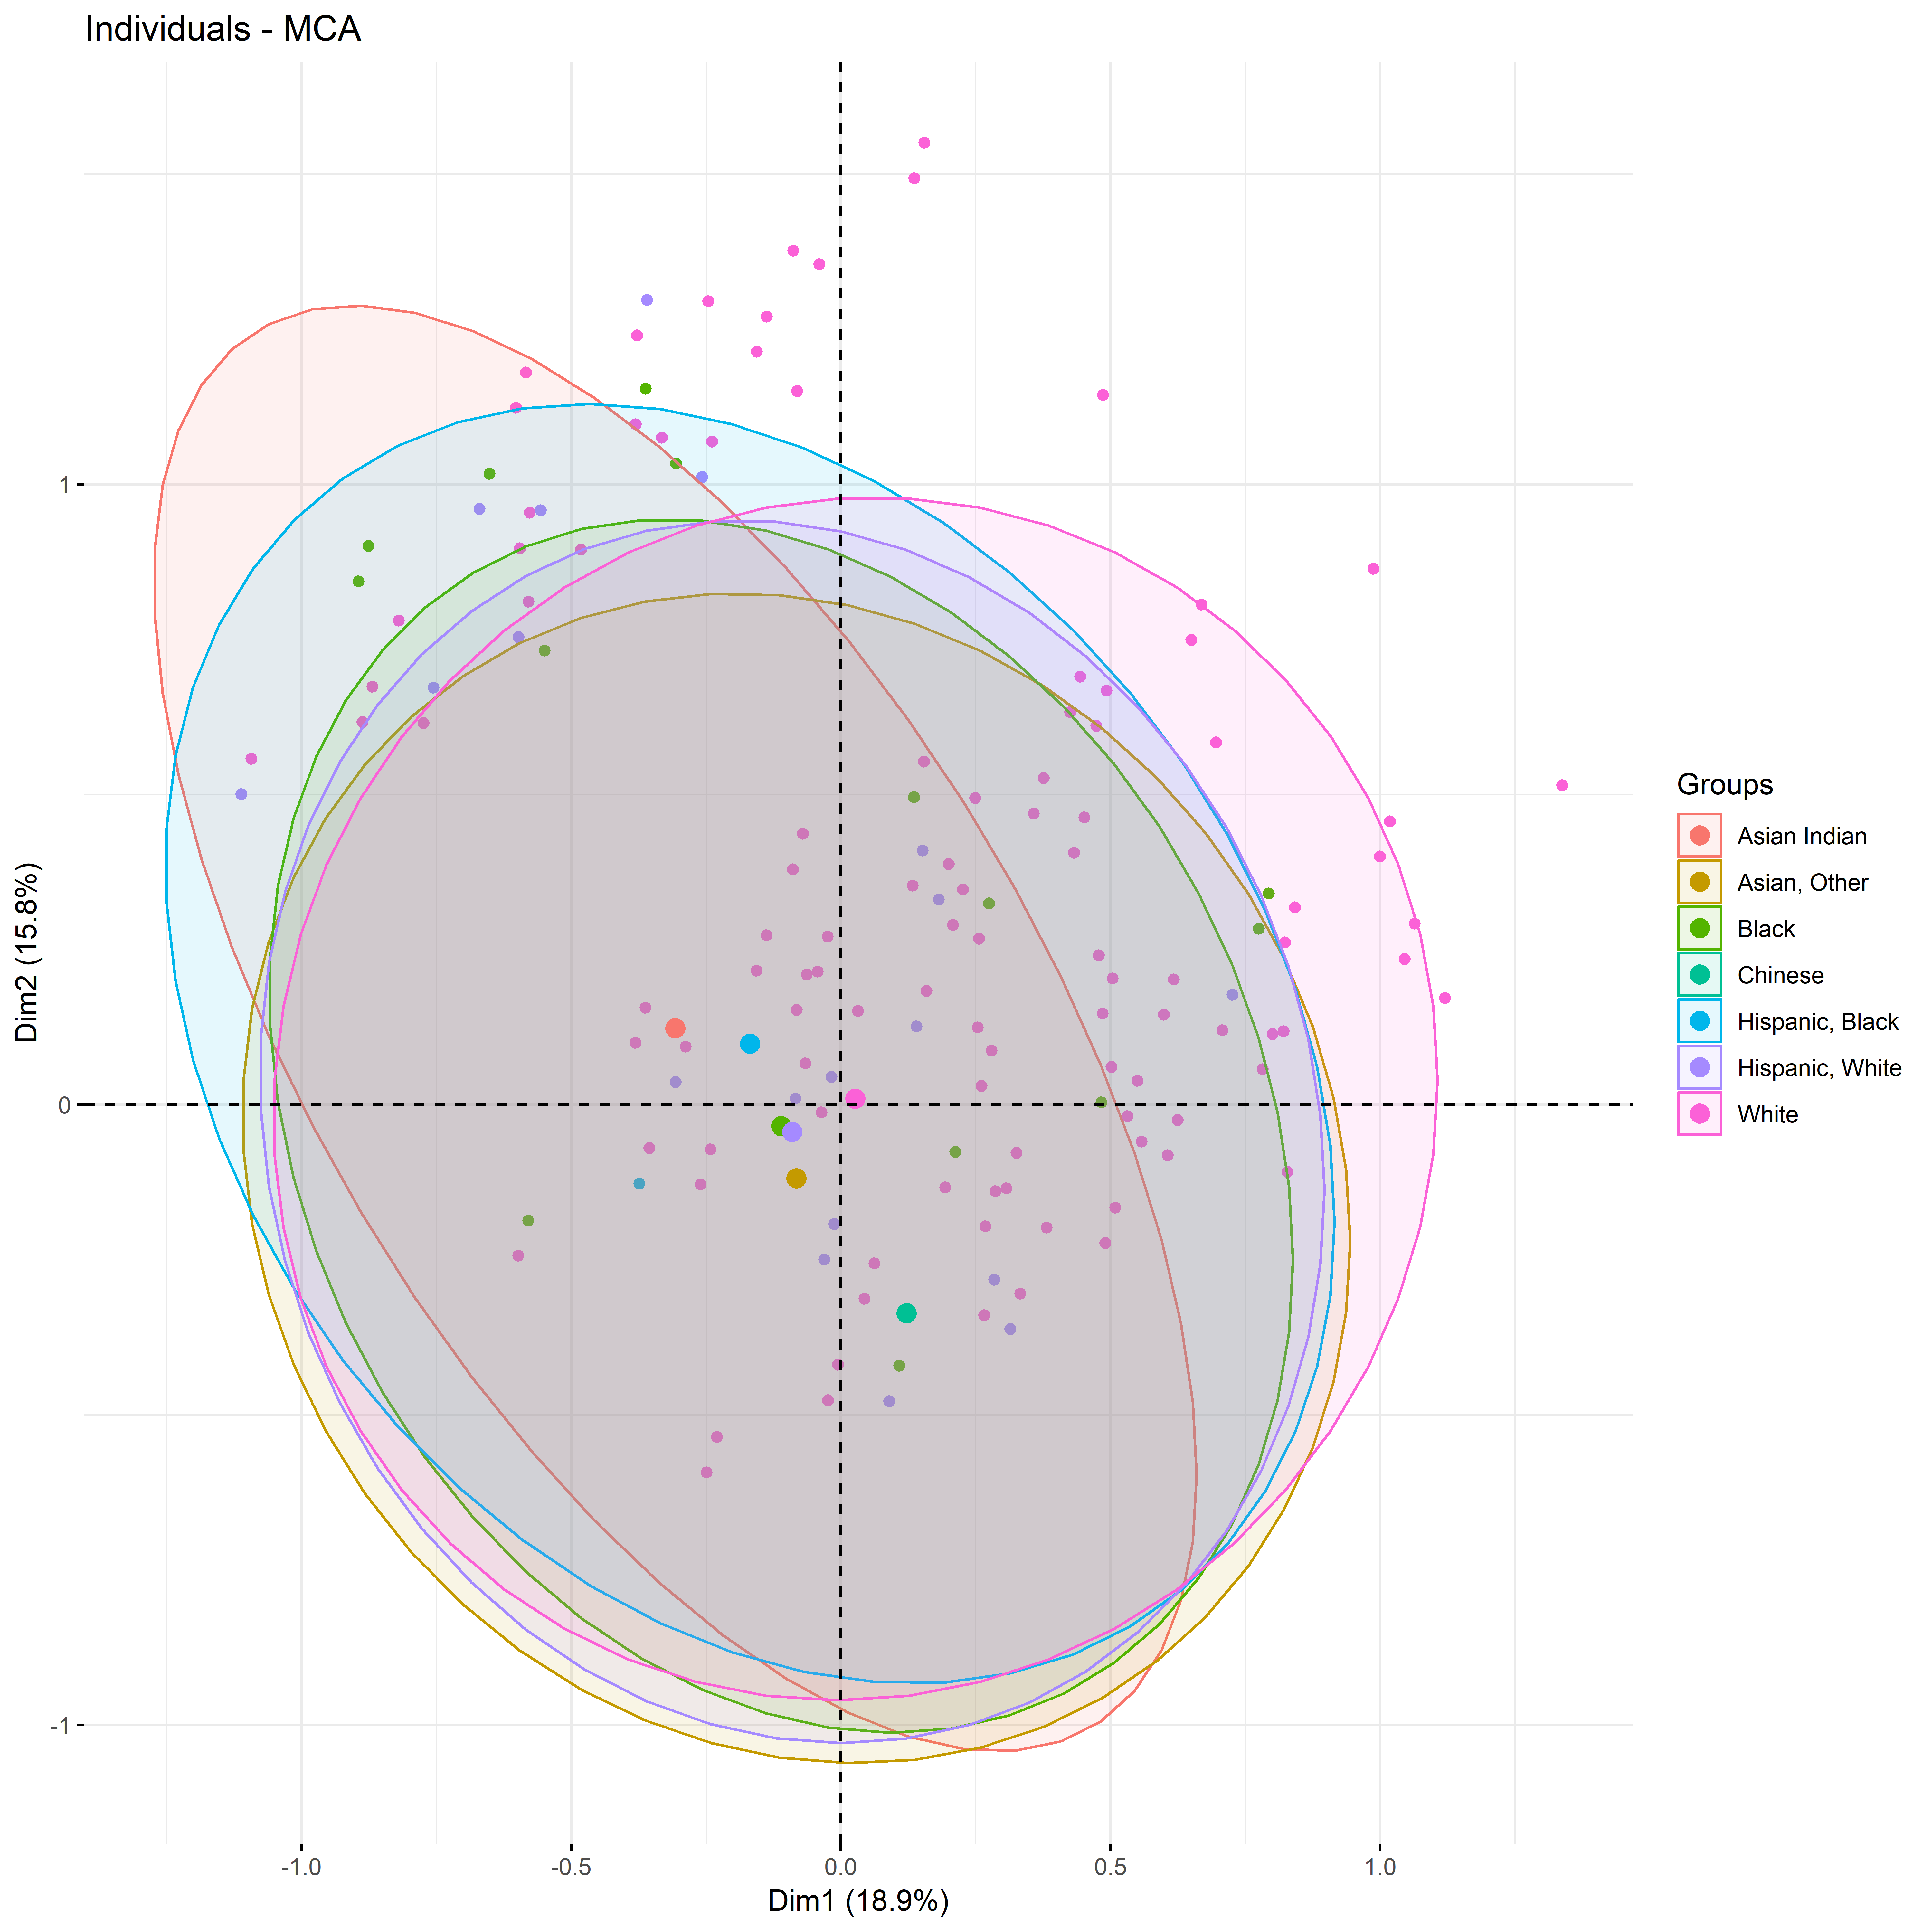 Individuals - MCA
1
0
-1
Dim2 (15.8%)
-1.0 -0.5 0.0 0.5 1.0
Dim1 (18.9%)
Groups
Asian Indian
Asian, Other
Black
Chinese
Hispanic, Black
Hispanic, White
White